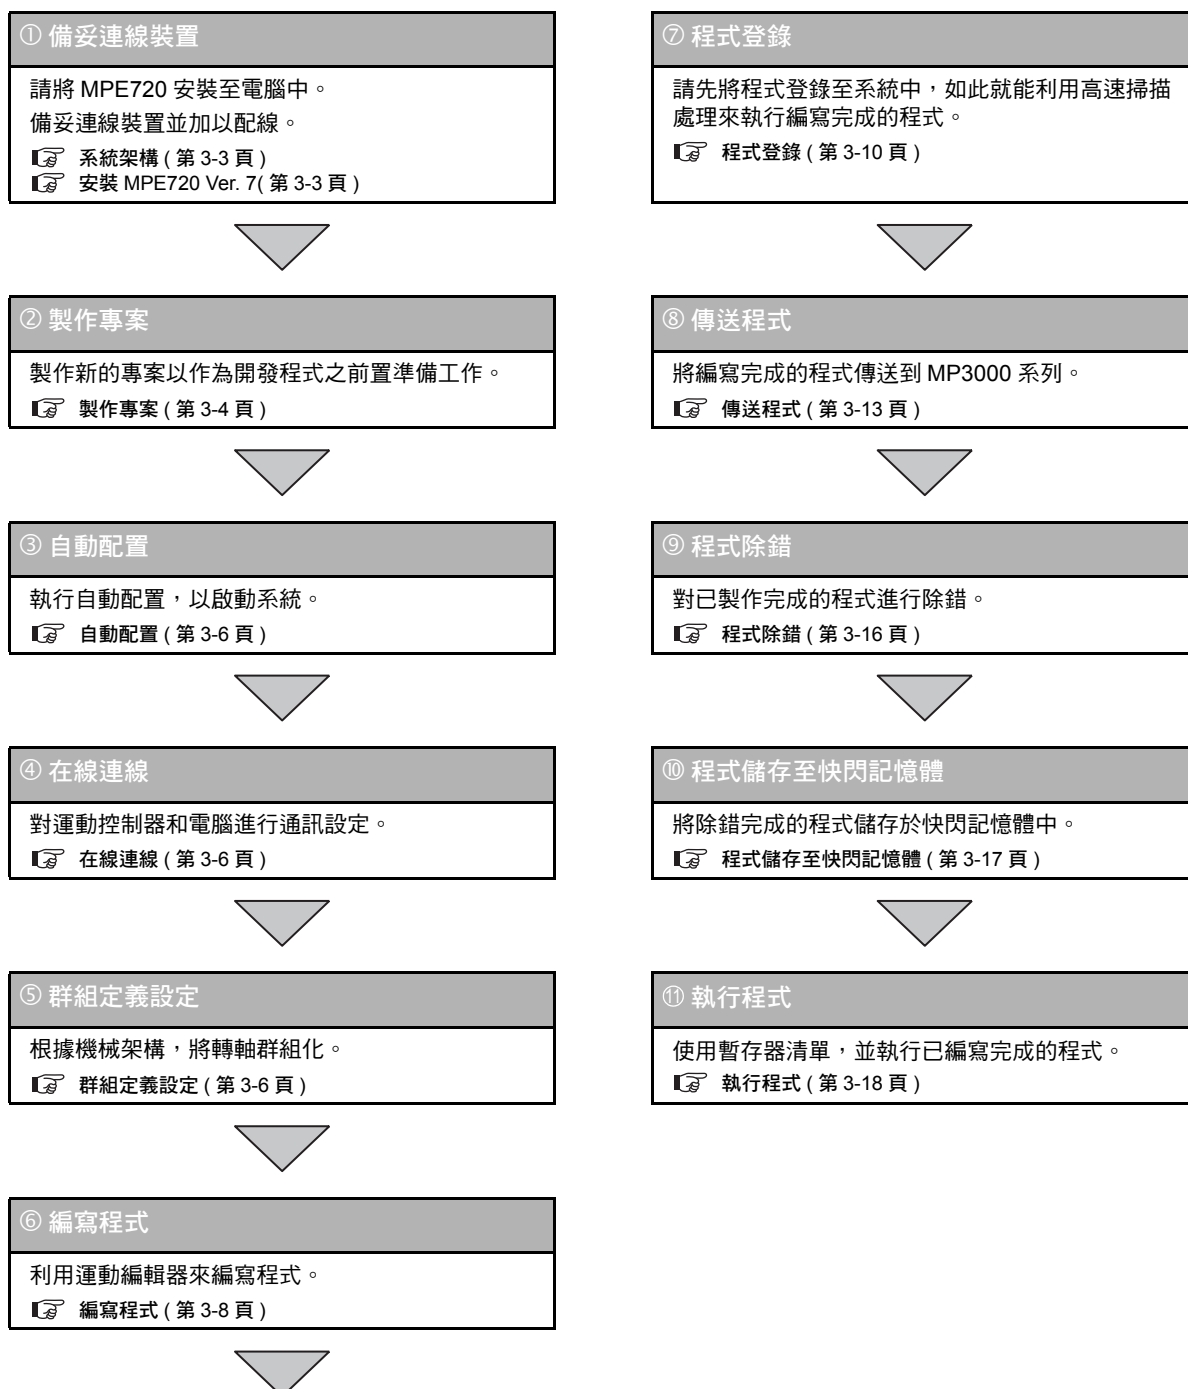 ① 備妥連線裝置
請將 MPE720 安裝至電腦中。
備妥連線裝置並加以配線。
系統架構 ( 第 3-3 頁 )
安裝 MPE720 Ver. 7( 第 3-3 頁 )
② 製作專案
製作新的專案以作為開發程式之前置準備工作。
製作專案 ( 第 3-4 頁 )
③ 自動配置
執行自動配置，以啟動系統。
自動配置 ( 第 3-6 頁 )
④ 在線連線
對運動控制器和電腦進行通訊設定。
在線連線 ( 第 3-6 頁 )
⑤ 群組定義設定
根據機械架構，將轉軸群組化。
群組定義設定 ( 第 3-6 頁 )
⑥ 編寫程式
利用運動編輯器來編寫程式。
編寫程式 ( 第 3-8 頁 )
⑦ 程式登錄
請先將程式登錄至系統中，如此就能利用高速掃描
處理來執行編寫完成的程式。
程式登錄 ( 第 3-10 頁 )
⑧ 傳送程式
將編寫完成的程式傳送到 MP3000 系列。
傳送程式 ( 第 3-13 頁 )
⑨ 程式除錯
對已製作完成的程式進行除錯。
程式除錯 ( 第 3-16 頁 )
⑩ 程式儲存至快閃記憶體
將除錯完成的程式儲存於快閃記憶體中。
程式儲存至快閃記憶體 ( 第 3-17 頁 )
⑪ 執行程式
使用暫存器清單，並執行已編寫完成的程式。
執行程式 ( 第 3-18 頁 )